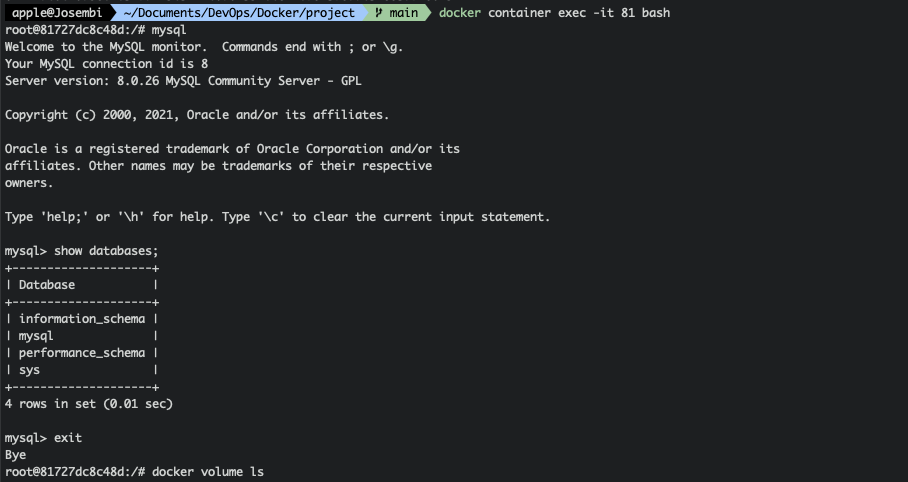 apple@Josembi ~/Documents/DevOps/Docker/project main docker container exec -it 81 bash
root@81727dc8c48d:/# mysql
Welcome to the MySQL monitor.  Commands end with ; or \g.
Your MySQL connection id is 8
Server version: 8.0.26 MySQL Community Server - GPL

Copyright (c) 2000, 2021, Oracle and/or its affiliates.

Oracle is a registered trademark of Oracle Corporation and/or its
affiliates. Other names may be trademarks of their respective
owners.

Type 'help;' or '\h' for help. Type '\c' to clear the current input statement.

mysql> show databases;
+--------------------+
| Database           |
+--------------------+
| information_schema |
| mysql              |
| performance_schema |
| sys                |
+--------------------+
4 rows in set (0.01 sec)

mysql> exit
Bye
root@81727dc8c48d:/# docker volume ls